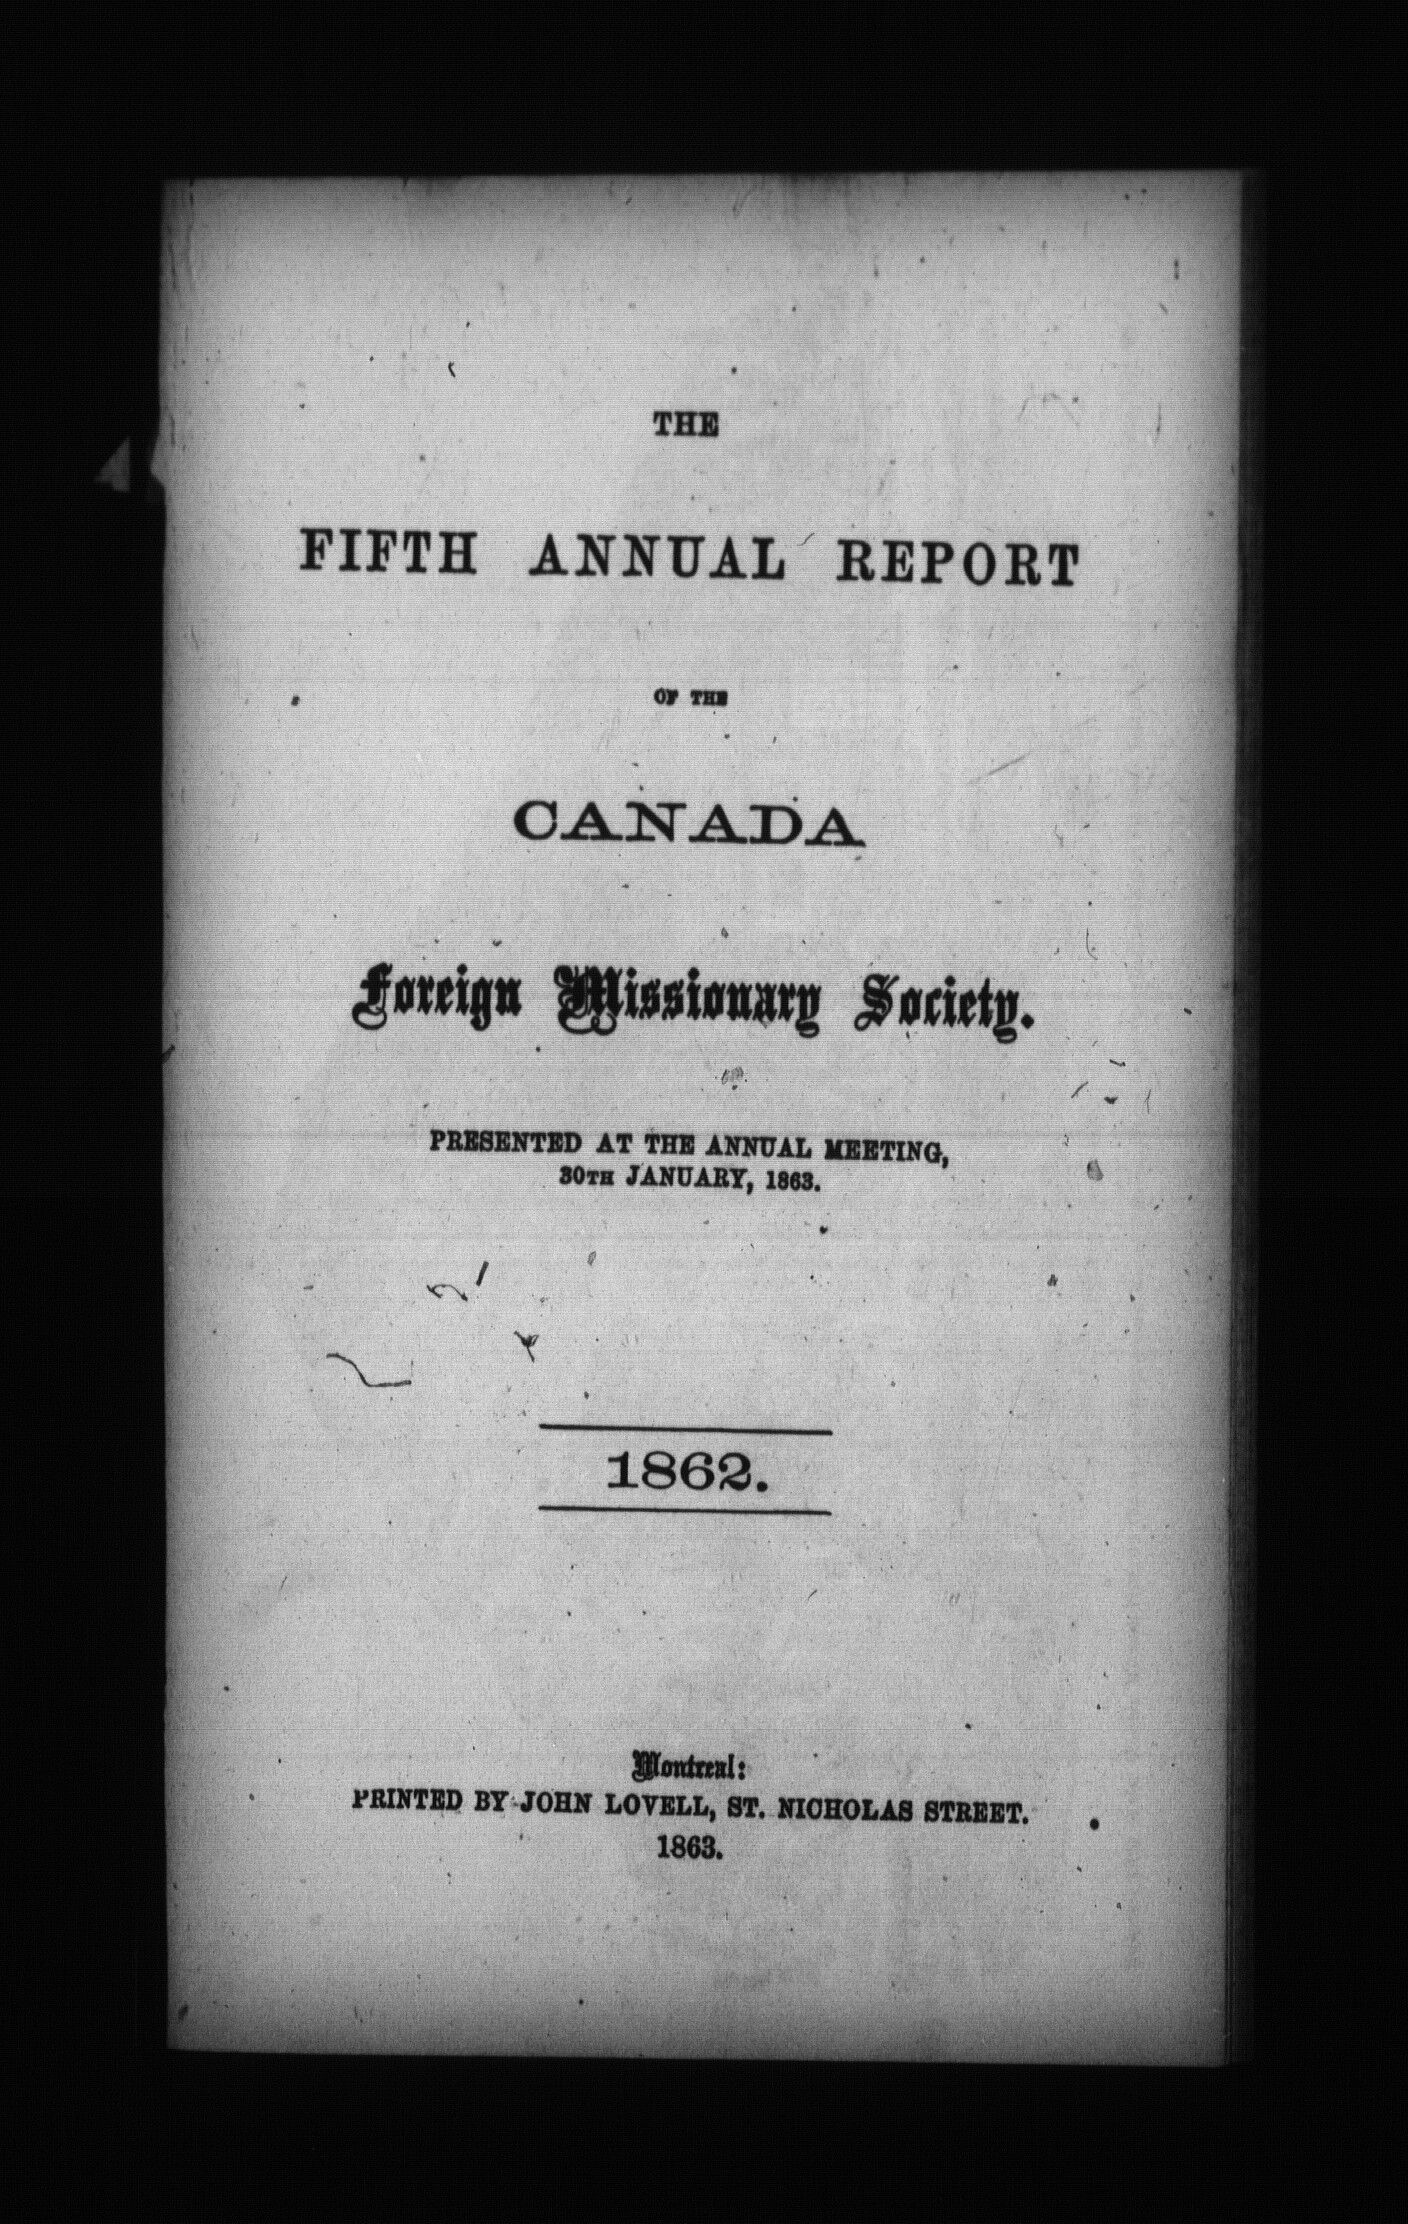 THE
FIFTH ANNUAL REPORT
OF THE
CANADA
Foreign Missionary Society.
PRESENTED AT THE ANNUAL MEETING,
30TH JANUARY, 1863.
1862.
Montreal:
PRINTED BY JOHN LOVELL, ST. NICHOLAS STREET.
1863.